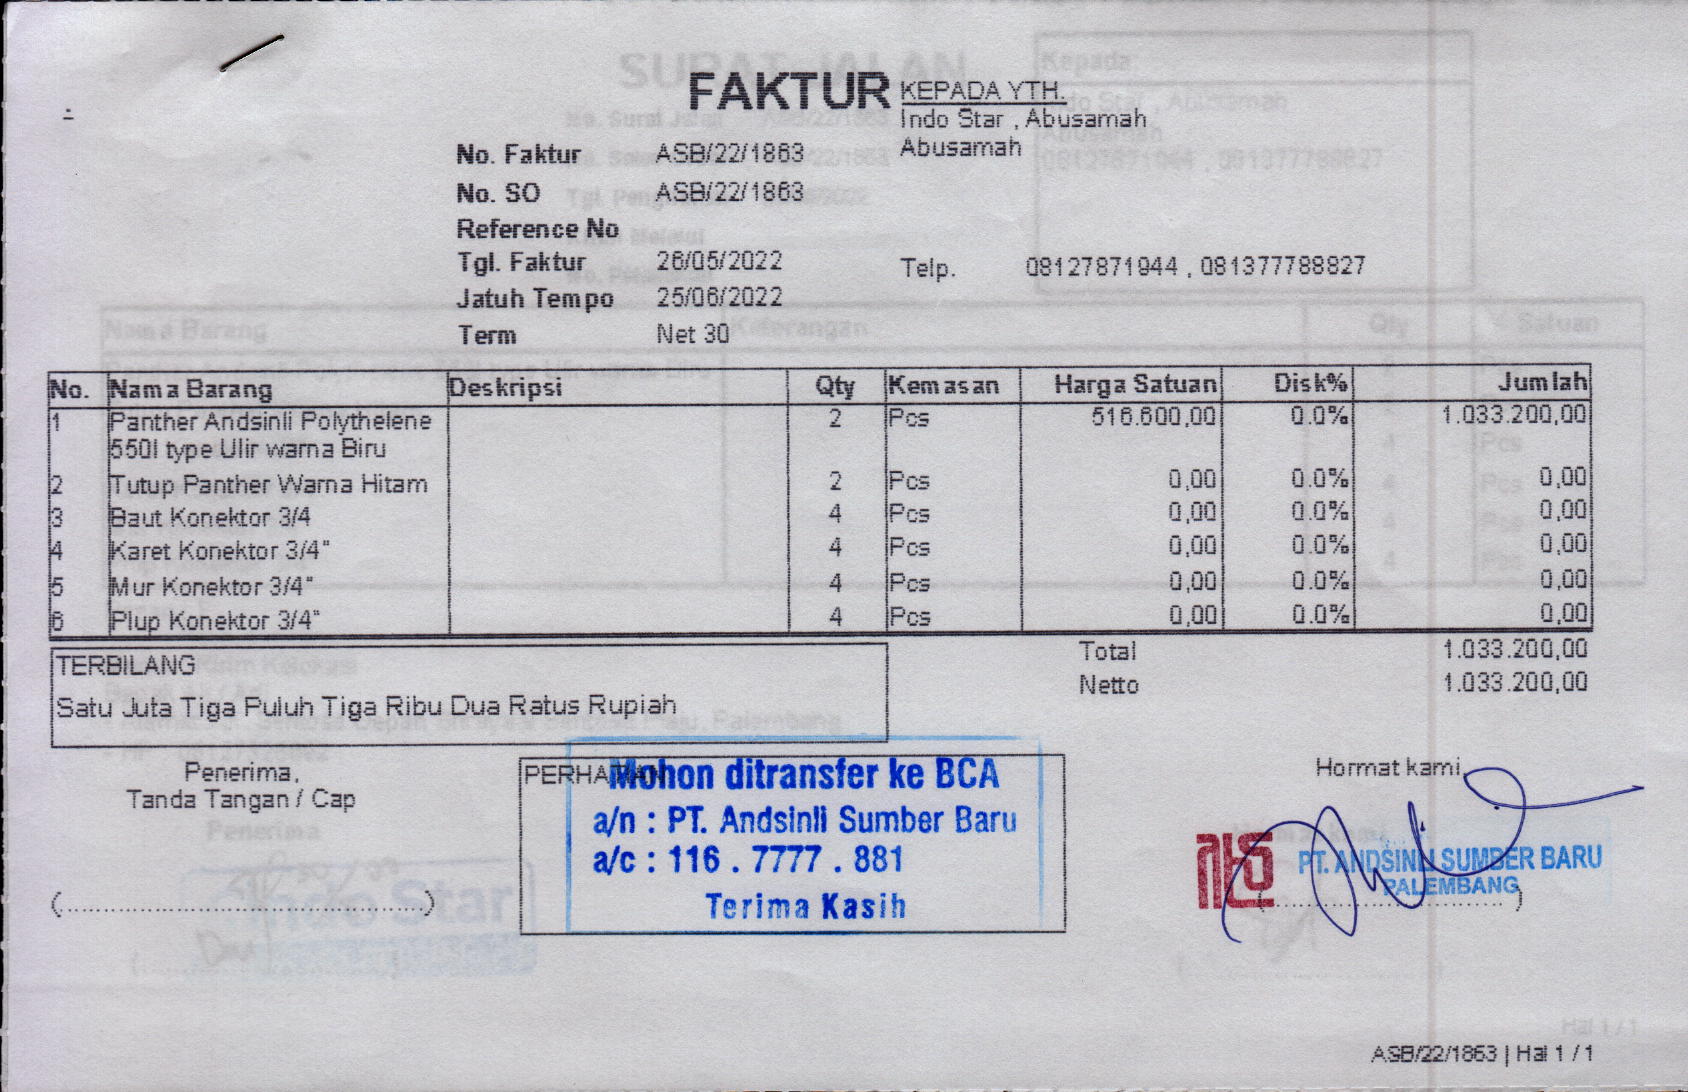 FAKTUR
KEPADA YTH.
Indo Star , Abusamah
Abusamah
No. Faktur ASB/22/1863
No. SO ASB/22/1863
Reference No
Tgl. Faktur 26/05/2022
Telp. 08127871944 , 081377788827
Jatuh Tempo 25/06/2022
Term Net 30
No. Nama Barang Deskripsi Qty Kemasan Harga Satuan Disk% Jumlah
1 Panther Andsinli Polythelene 2 Pcs 516.600,00 0.0% 1.033.200,00
550l type Ulir warna Biru
2 Tutup Panther Warna Hitam 2 Pcs 0,00 0.0% 0,00
3 Baut Konektor 3/4 4 Pcs 0,00 0.0% 0,00
4 Karet Konektor 3/4" 4 Pcs 0,00 0.0% 0,00
5 Mur Konektor 3/4" 4 Pcs 0,00 0.0% 0,00
6 Plup Konektor 3/4" 4 Pcs 0,00 0.0% 0,00
TERBILANG
Satu Juta Tiga Puluh Tiga Ribu Dua Ratus Rupiah
Total 1.033.200,00
Netto 1.033.200,00
Penerima,
Tanda Tangan / Cap
(.......................................................)
Mohon ditransfer ke BCA
a/n : PT. Andsinli Sumber Baru
a/c : 116 . 7777 . 881
Terima Kasih
Hormat kami,
PT. ANDSINLI SUMBER BARU
PALEMBANG
ASB/22/1863 | Hal 1 / 1